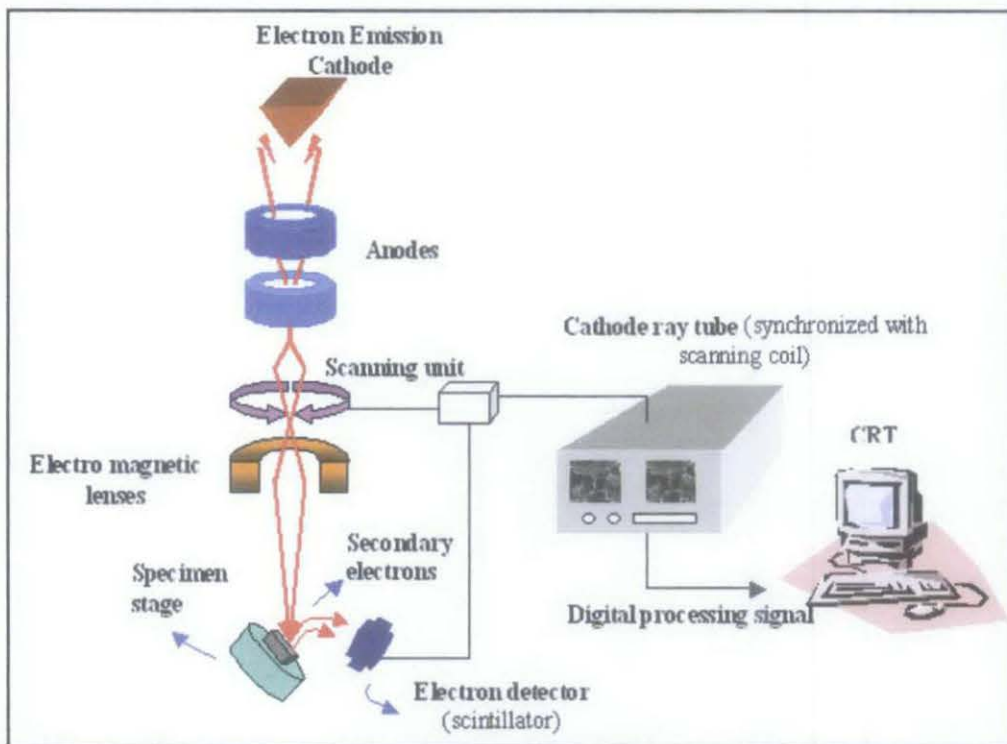 Electron Emission
Cathode
Anodes
Cathode ray tube (synchronized with
scanning coil)
Scanning unit
CRT
Electro magnetic
lenses
Secondary
electrons
Specimen
stage
Digital processing signal
Electron detector
(scintillator)